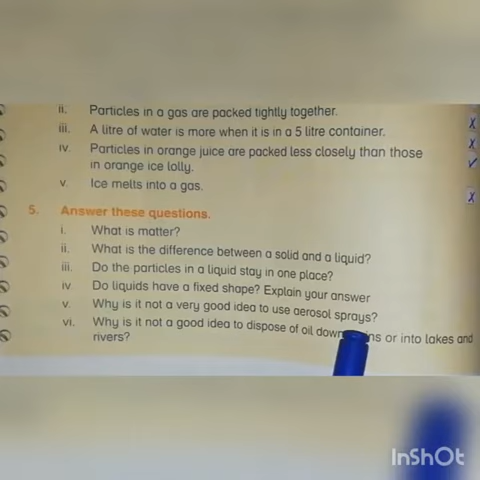 ii. Particles in a gas are packed tightly together.
iii. A litre of water is more when it is in a 5 litre container.
iv. Particles in orange juice are packed less closely than those
in orange ice lolly.
v. Ice melts into a gas.
5. Answer these questions.
i. What is matter?
ii. What is the difference between a solid and a liquid?
iii. Do the particles in a liquid stay in one place?
iv Do liquids have a fixed shape? Explain your answer
v. Why is it not a very good idea to use aerosol sprays?
vi. Why is it not a good idea to dispose of oil down or into lakes and
rivers?
InShOt